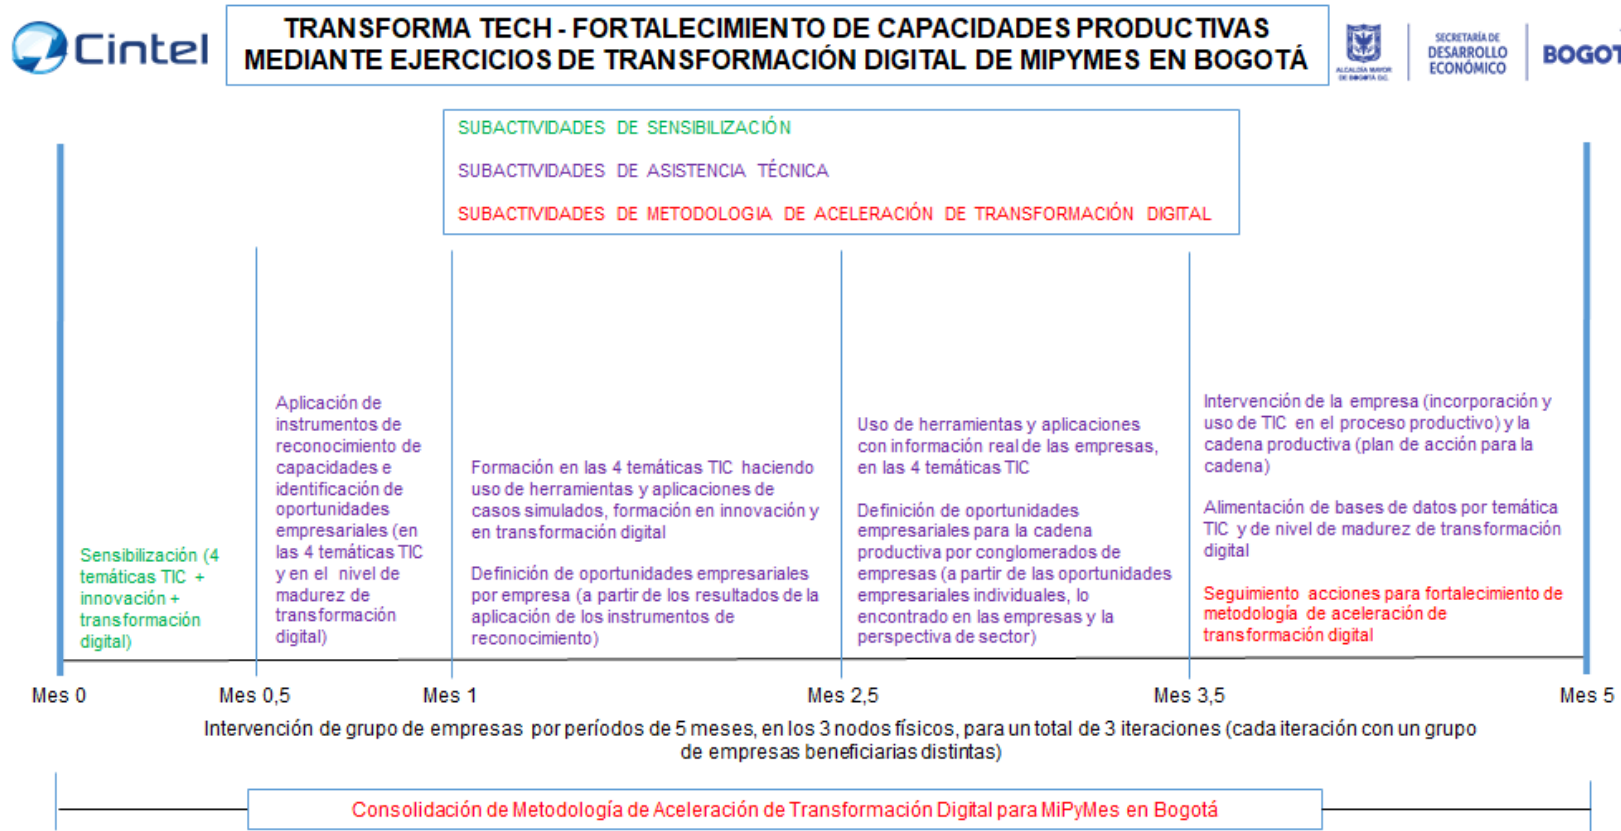 Cintel
TRANSFORMA TECH - FORTALECIMIENTO DE CAPACIDADES PRODUCTIVAS
MEDIANTE EJERCICIOS DE TRANSFORMACIÓN DIGITAL DE MIPYMES EN BOGOTÁ
ALCALDÍA MAYOR
DE BOGOTÁ D.C.
SECRETARÍA DE
DESARROLLO
ECONÓMICO
BOGOT
SUBACTIVIDADES DE SENSIBILIZACIÓN
SUBACTIVIDADES DE ASISTENCIA TÉCNICA
SUBACTIVIDADES DE METODOLOGIA DE ACELERACIÓN DE TRANSFORMACIÓN DIGITAL
Sensibilización (4
temáticas TIC +
innovación +
transformación
digital)
Aplicación de
instrumentos de
reconocimiento de
capacidades e
identificación de
oportunidades
empresariales (en
las 4 temáticas TIC
y en el nivel de
madurez de
transformación
digital)
Formación en las 4 temáticas TIC haciendo
uso de herramientas y aplicaciones de
casos simulados, formación en innovación y
en transformación digital
Definición de oportunidades empresariales
por empresa (a partir de los resultados de la
aplicación de los instrumentos de
reconocimiento)
Uso de herramientas y aplicaciones
con información real de las empresas,
en las 4 temáticas TIC
Definición de oportunidades
empresariales para la cadena
productiva por conglomerados de
empresas (a partir de las oportunidades
empresariales individuales, lo
encontrado en las empresas y la
perspectiva de sector)
Intervención de la empresa (incorporación y
uso de TIC en el proceso productivo) y la
cadena productiva (plan de acción para la
cadena)
Alimentación de bases de datos por temática
TIC y de nivel de madurez de transformación
digital
Seguimiento acciones para fortalecimiento de
metodología de aceleración de
transformación digital
Mes 0
Mes 0,5
Mes 1
Mes 2,5
Mes 3,5
Mes 5
Intervención de grupo de empresas por períodos de 5 meses, en los 3 nodos físicos, para un total de 3 iteraciones (cada iteración con un grupo
de empresas beneficiarias distintas)
Consolidación de Metodología de Aceleración de Transformación Digital para MiPyMes en Bogotá